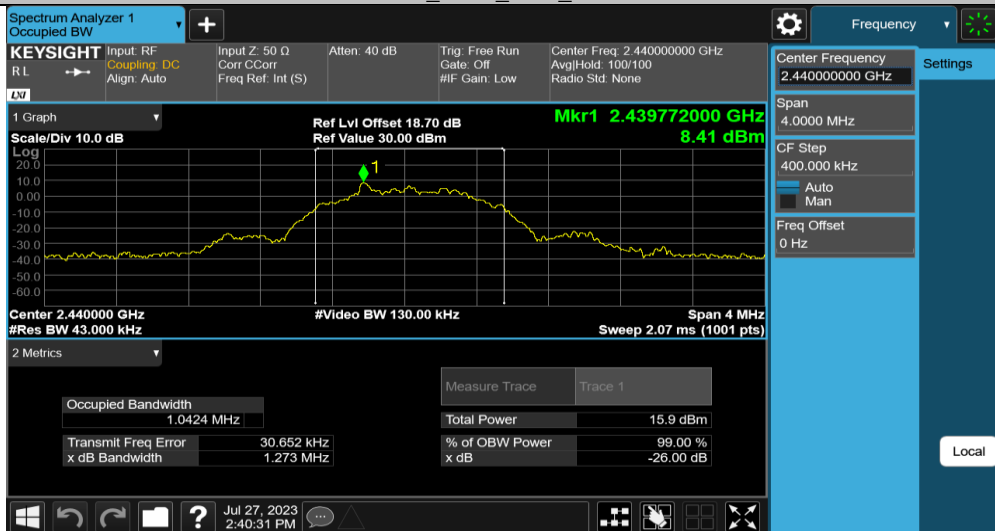 Spectrum Analyzer 1
Occupied BW
+
Frequency
KEYSIGHT
R L
LXI
Input: RF
Coupling: DC
Align: Auto
Input Z: 50 Ω
Corr CCorr
Freq Ref: Int (S)
Atten: 40 dB
Trig: Free Run
Gate: Off
#IF Gain: Low
Center Freq: 2.440000000 GHz
Avg|Hold: 100/100
Radio Std: None
Center Frequency
2.440000000 GHz
Settings
Span
4.0000 MHz
CF Step
400.000 kHz
Auto
Man
Freq Offset
0 Hz
1 Graph
Scale/Div 10.0 dB
Ref Lvl Offset 18.70 dB
Ref Value 30.00 dBm
Mkr1 2.439772000 GHz
8.41 dBm
Log
20.0
10.0
0.00
-10.0
-20.0
-30.0
-40.0
-50.0
-60.0
1
Center 2.440000 GHz
#Res BW 43.000 kHz
#Video BW 130.00 kHz
Span 4 MHz
Sweep 2.07 ms (1001 pts)
2 Metrics
Measure Trace Trace 1
Occupied Bandwidth
1.0424 MHz
Total Power 15.9 dBm
Transmit Freq Error 30.652 kHz
% of OBW Power 99.00 %
x dB Bandwidth 1.273 MHz
x dB -26.00 dB
Local
?
Jul 27, 2023
2:40:31 PM